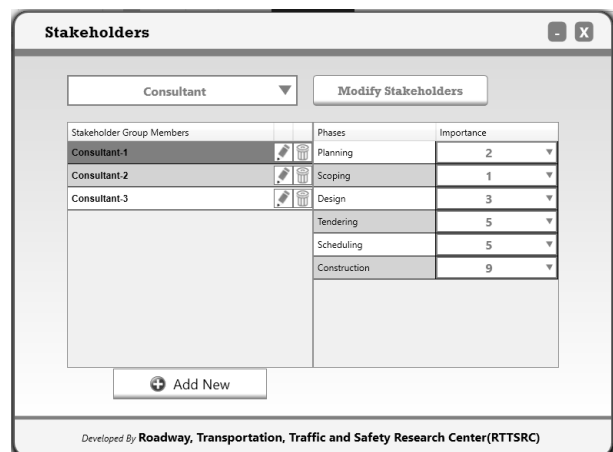 Stakeholders
- X
Consultant
Modify Stakeholders
Stakeholder Group Members
Consultant-1
Consultant-2
Consultant-3
Phases Importance
Planning 2
Scoping 1
Design 3
Tendering 5
Scheduling 5
Construction 9
Add New
Developed By Roadway, Transportation, Traffic and Safety Research Center(RTTSRC)